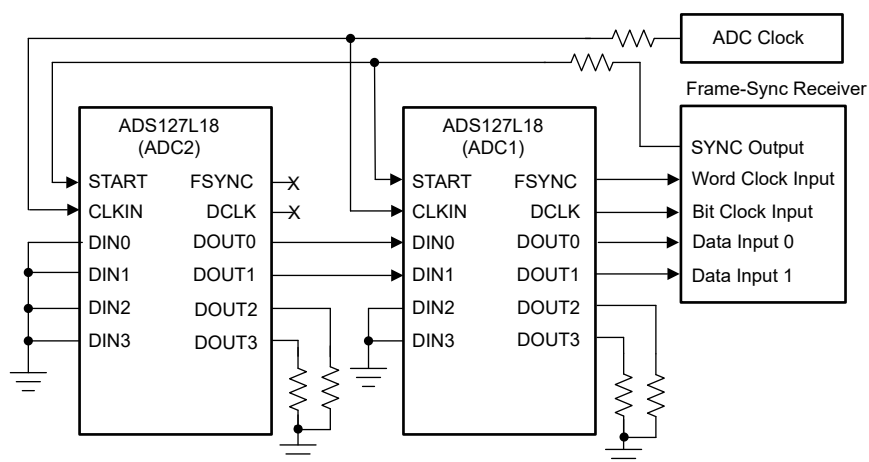 ADC Clock
Frame-Sync Receiver
SYNC Output
Word Clock Input
Bit Clock Input
Data Input 0
Data Input 1
ADS127L18
(ADC2)
START
CLKIN
DIN0
DIN1
DIN2
DIN3
FSYNC
DCLK
DOUT0
DOUT1
DOUT2
DOUT3
ADS127L18
(ADC1)
START
CLKIN
DIN0
DIN1
DIN2
DIN3
FSYNC
DCLK
DOUT0
DOUT1
DOUT2
DOUT3